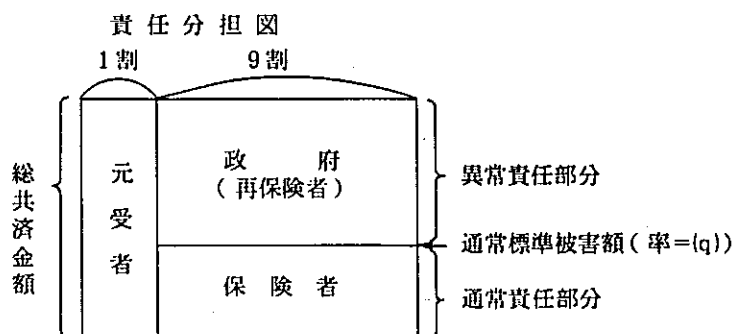 責任分担図
1割
9割
総共済金額
元受者
政府
(再保険者)
保険者
異常責任部分
通常標準被害額(率={q})
通常責任部分